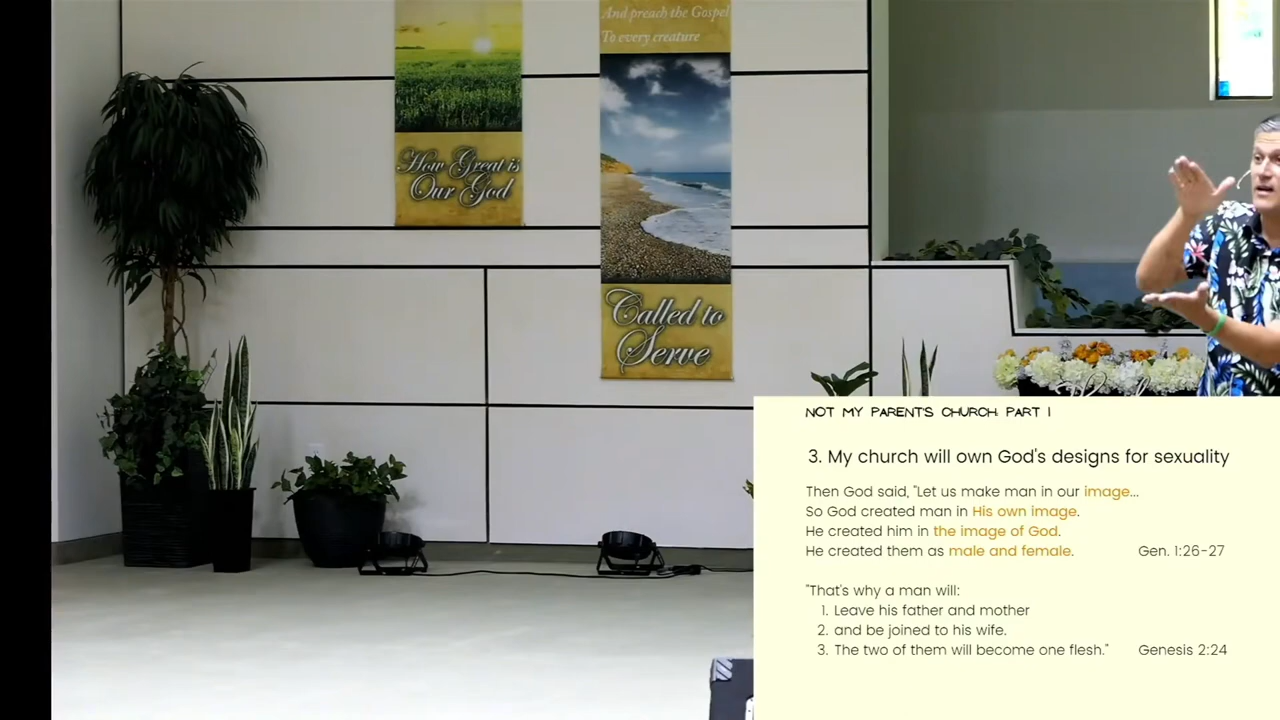 And preach the Gospel
To every creature
How Great is
Our God
Called to
Serve
NOT MY PARENT'S CHURCH: PART 1
3. My church will own God's designs for sexuality
Then God said, "Let us make man in our image...
So God created man in His own image.
He created him in the image of God.
He created them as male and female. Gen. 1:26-27
"That's why a man will:
1. Leave his father and mother
2. and be joined to his wife.
3. The two of them will become one flesh." Genesis 2:24